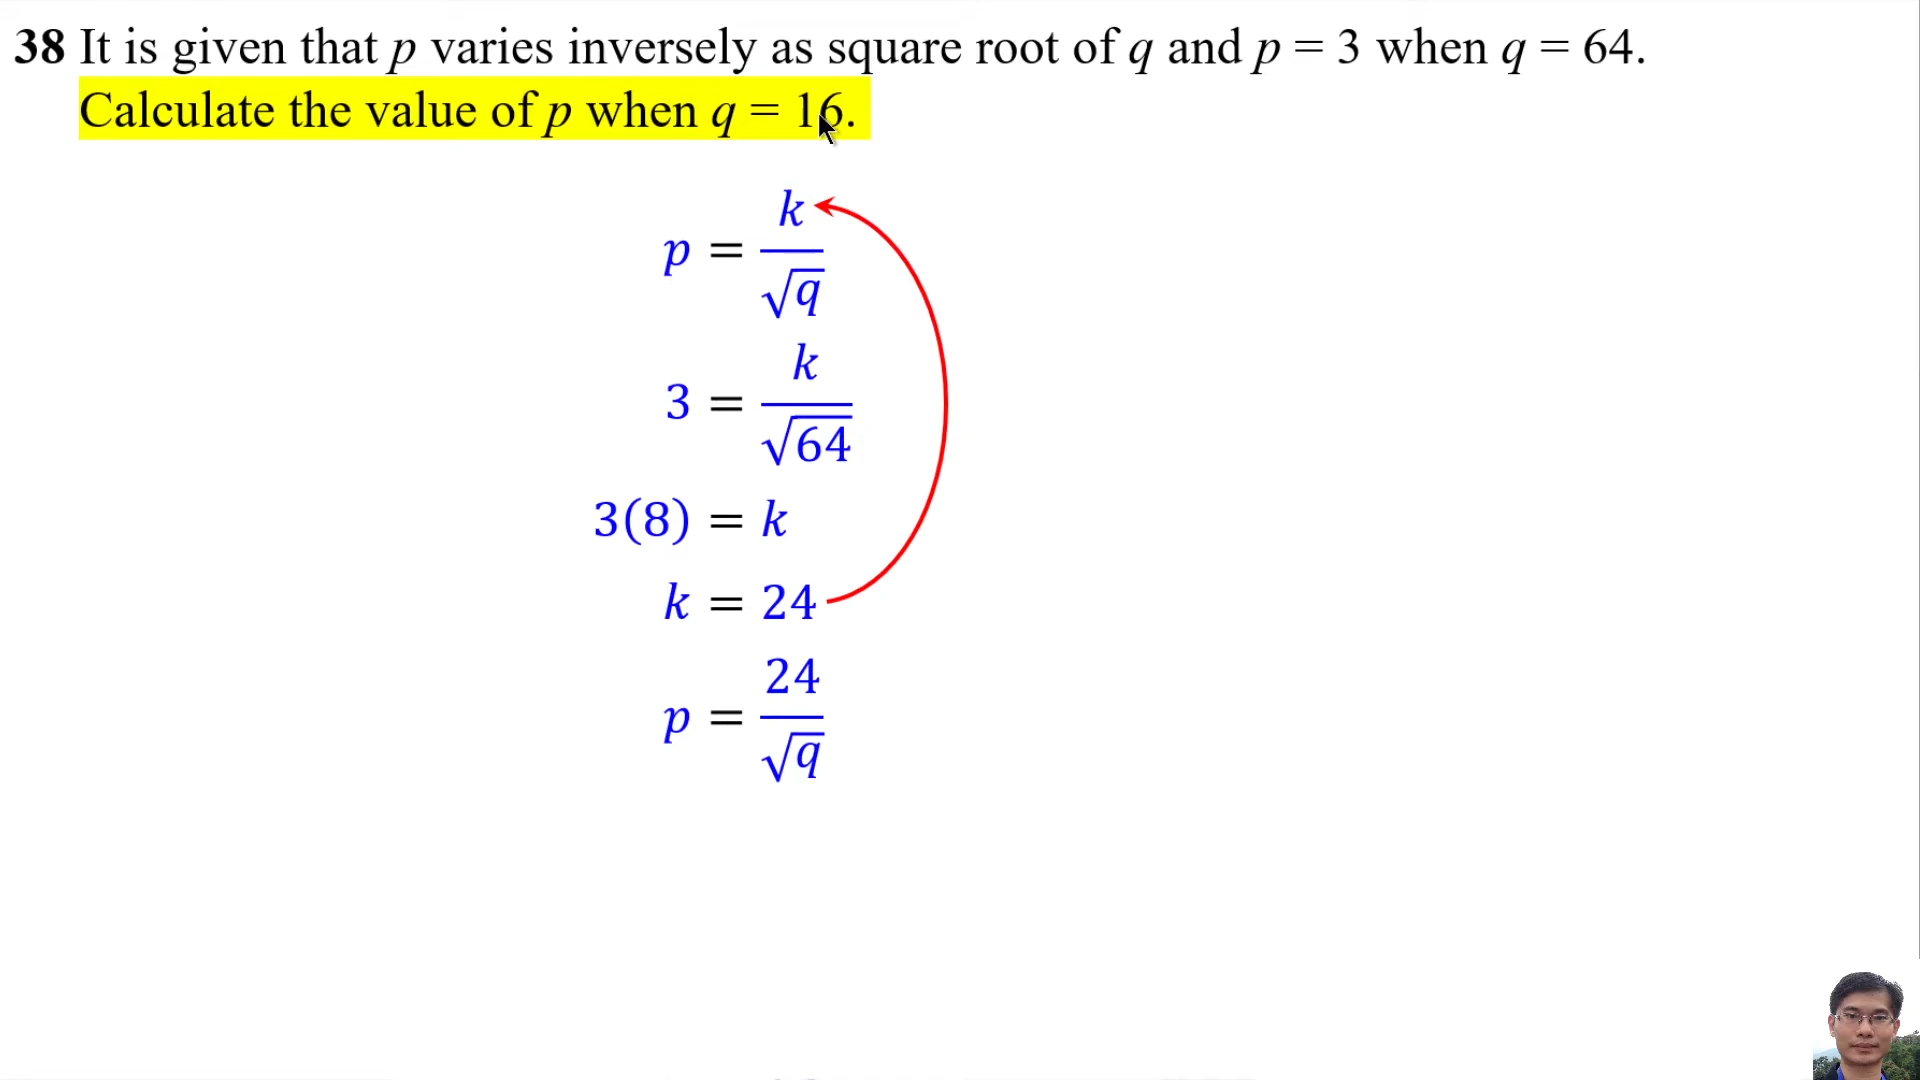 38 It is given that p varies inversely as square root of q and p = 3 when q = 64.
Calculate the value of p when q = 16.
p = k/√q
3 = k/√64
3(8) = k
k = 24
p = 24/√q